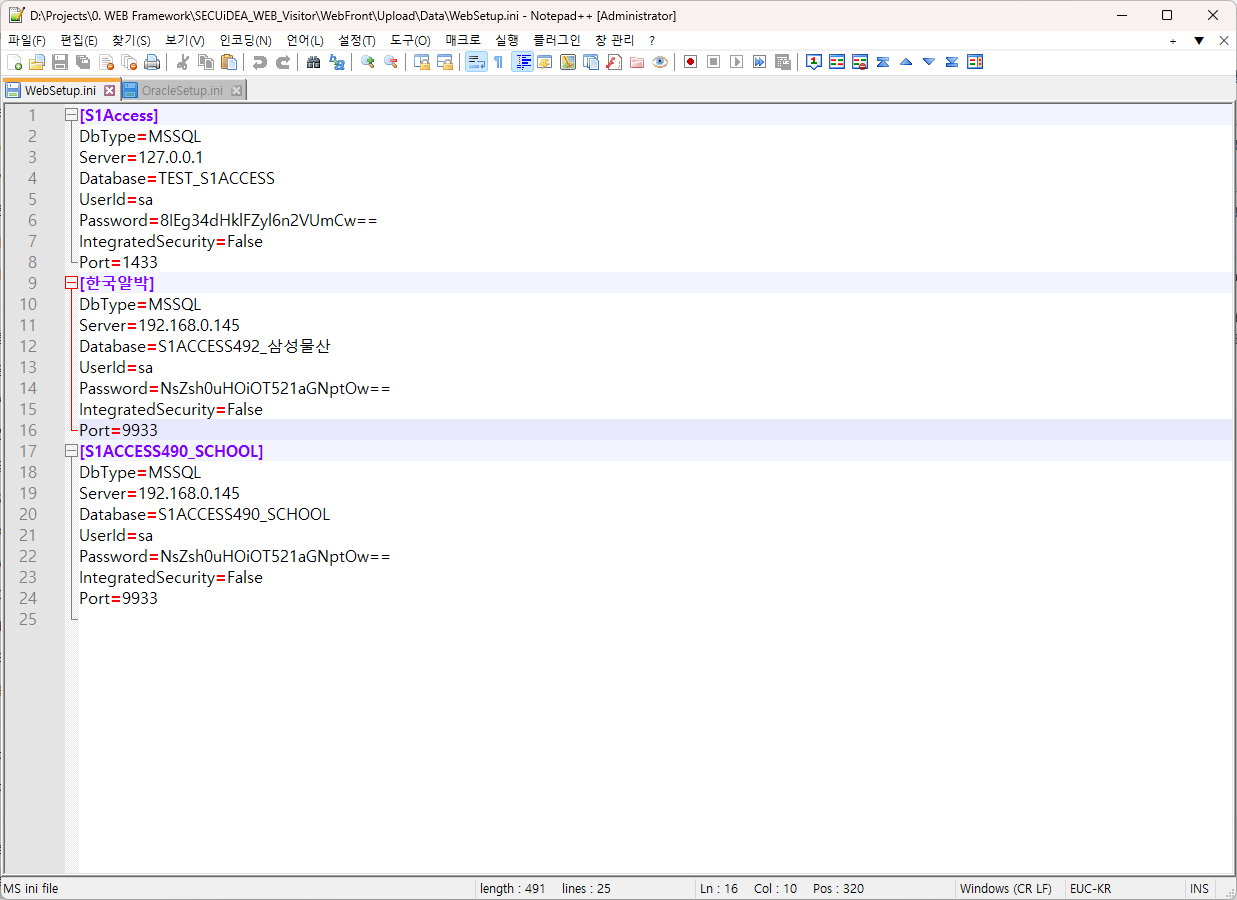 D:\Projects\0. WEB Framework\SECUiDEA_WEB_Visitor\WebFront\Upload\Data\WebSetup.ini - Notepad++ [Administrator]
파일(F) 편집(E) 찾기(S) 보기(V) 인코딩(N) 언어(L) 설정(T) 도구(O) 매크로 실행 플러그인 창 관리 ? + ▼ ✕
WebSetup.ini OracleSetup.ini
1 [S1Access]
2 DbType=MSSQL
3 Server=127.0.0.1
4 Database=TEST_S1ACCESS
5 UserId=sa
6 Password=8IEg34dHklFZyl6n2VUmCw==
7 IntegratedSecurity=False
8 Port=1433
9 [한국알박]
10 DbType=MSSQL
11 Server=192.168.0.145
12 Database=S1ACCESS492_삼성물산
13 UserId=sa
14 Password=NsZsh0uHOiOT521aGNptOw==
15 IntegratedSecurity=False
16 Port=9933
17 [S1ACCESS490_SCHOOL]
18 DbType=MSSQL
19 Server=192.168.0.145
20 Database=S1ACCESS490_SCHOOL
21 UserId=sa
22 Password=NsZsh0uHOiOT521aGNptOw==
23 IntegratedSecurity=False
24 Port=9933
25
MS ini file length : 491 lines : 25 Ln : 16 Col : 10 Pos : 320 Windows (CR LF) EUC-KR INS